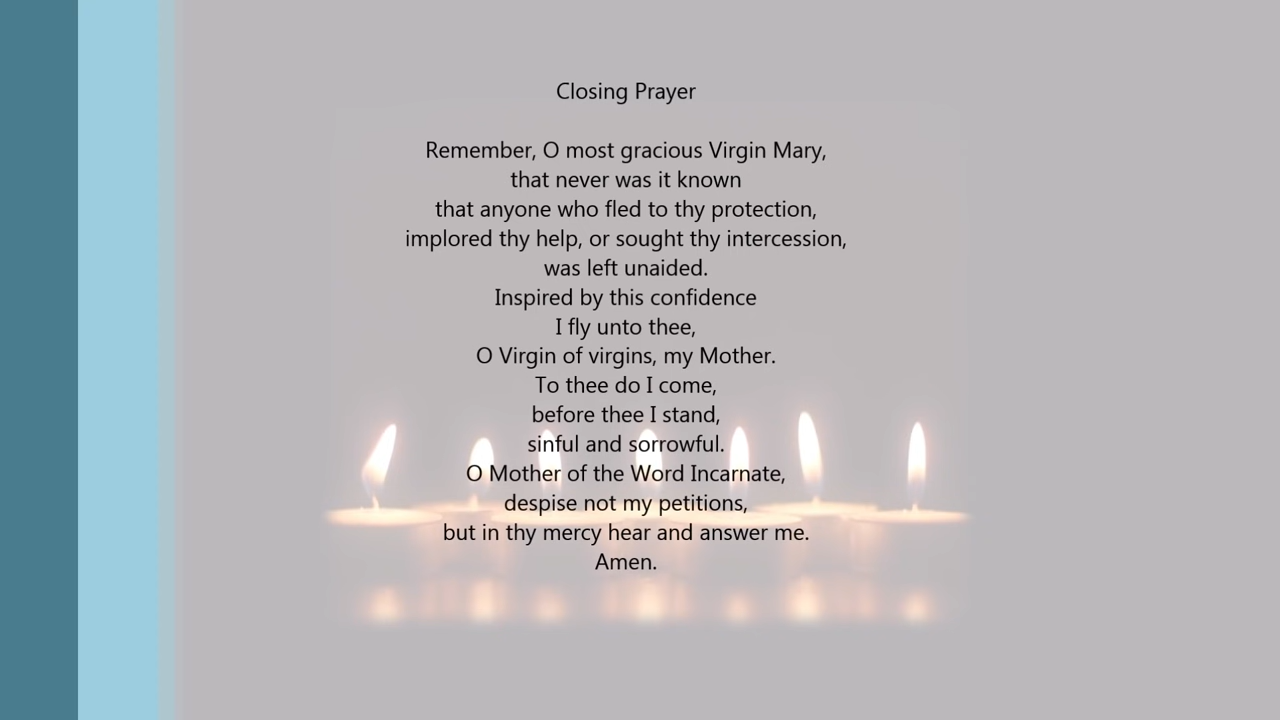 Closing Prayer
Remember, O most gracious Virgin Mary,
that never was it known
that anyone who fled to thy protection,
implored thy help, or sought thy intercession,
was left unaided.
Inspired by this confidence
I fly unto thee,
O Virgin of virgins, my Mother.
To thee do I come,
before thee I stand,
sinful and sorrowful.
O Mother of the Word Incarnate,
despise not my petitions,
but in thy mercy hear and answer me.
Amen.